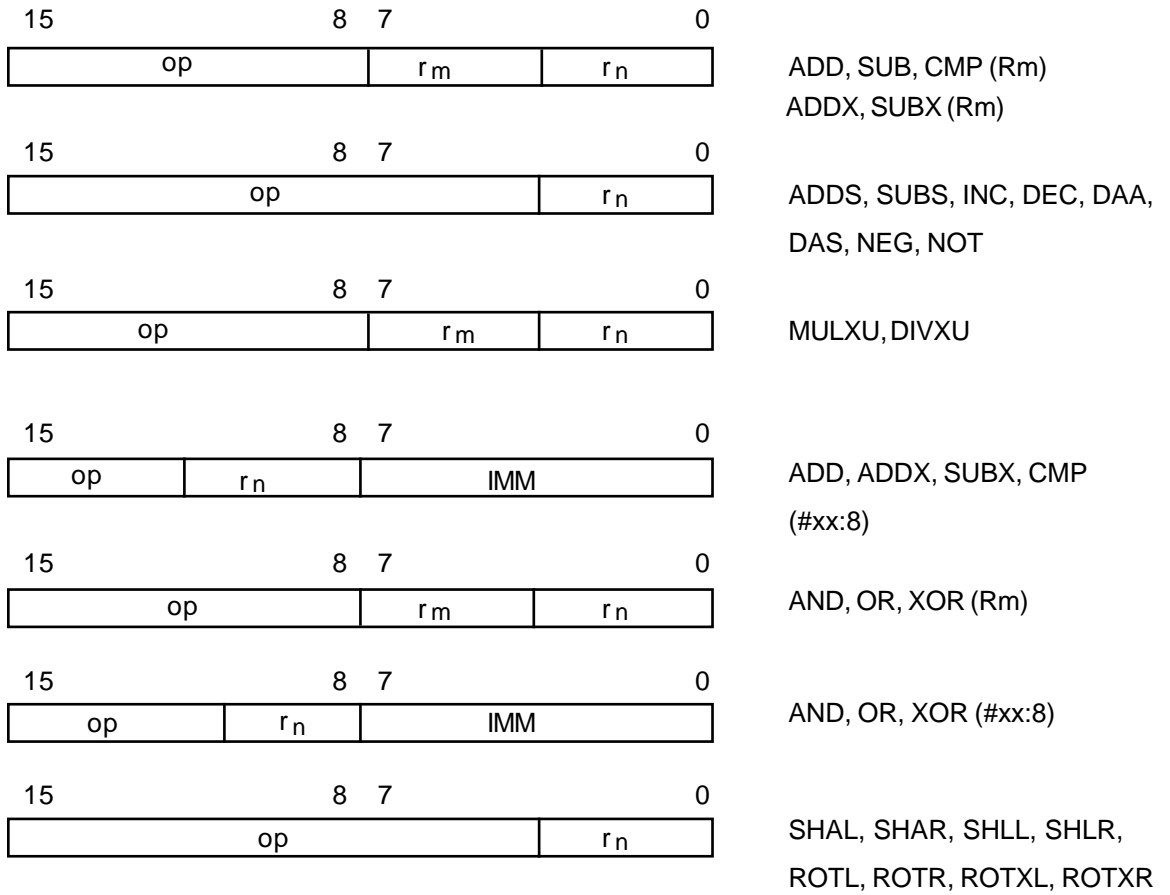 15 8 7 0
op rm rn ADD, SUB, CMP (Rm)
ADDX, SUBX (Rm)
15 8 7 0
op rn ADDS, SUBS, INC, DEC, DAA,
DAS, NEG, NOT
15 8 7 0
op rm rn MULXU, DIVXU
15 8 7 0
op rn IMM ADD, ADDX, SUBX, CMP
(#xx:8)
15 8 7 0
op rm rn AND, OR, XOR (Rm)
15 8 7 0
op rn IMM AND, OR, XOR (#xx:8)
15 8 7 0
op rn SHAL, SHAR, SHLL, SHLR,
ROTL, ROTR, ROTXL, ROTXR